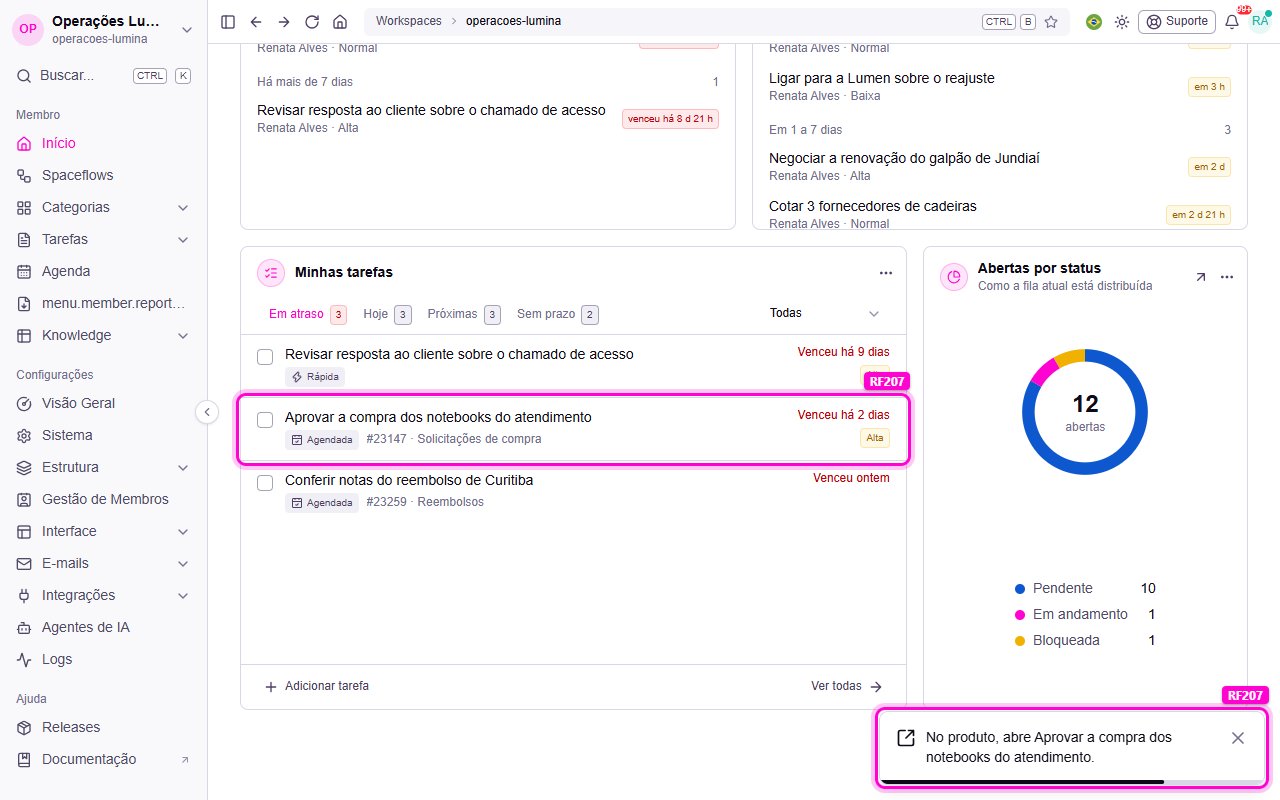 OP
Operações Lu...
operacoes-lumina
Workspaces
operacoes-lumina
CTRL
B
Suporte
99+
RA
Buscar...
CTRL
K
Membro
Início
Spaceflows
Categorias
Tarefas
Agenda
menu.member.report...
Knowledge
Configurações
Visão Geral
Sistema
Estrutura
Gestão de Membros
Interface
E-mails
Integrações
Agentes de IA
Logs
Ajuda
Releases
Documentação
Renata Alves · Normal
Há mais de 7 dias
1
Revisar resposta ao cliente sobre o chamado de acesso
Renata Alves · Alta
venceu há 8 d 21 h
Renata Alves · Normal
Ligar para a Lumen sobre o reajuste
Renata Alves · Baixa
em 3 h
Em 1 a 7 dias
3
Negociar a renovação do galpão de Jundiaí
Renata Alves · Alta
em 2 d
Cotar 3 fornecedores de cadeiras
Renata Alves · Normal
em 2 d 21 h
Minhas tarefas
Em atraso 3
Hoje 3
Próximas 3
Sem prazo 2
Todas
Revisar resposta ao cliente sobre o chamado de acesso
Venceu há 9 dias
Rápida
RF207
Aprovar a compra dos notebooks do atendimento
Venceu há 2 dias
Agendada
#23147 · Solicitações de compra
Alta
Conferir notas do reembolso de Curitiba
Venceu ontem
Agendada
#23259 · Reembolsos
Adicionar tarefa
Ver todas
Abertas por status
Como a fila atual está distribuída
12
abertas
Pendente 10
Em andamento 1
Bloqueada 1
RF207
No produto, abre Aprovar a compra dos
notebooks do atendimento.